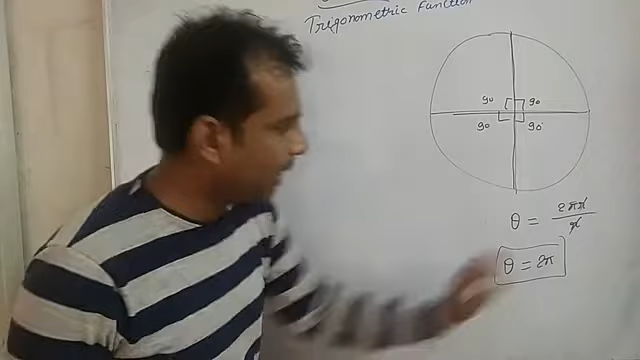 Trigonometric Function
90 90
90 90°
θ = 2πr/r
θ = 2π